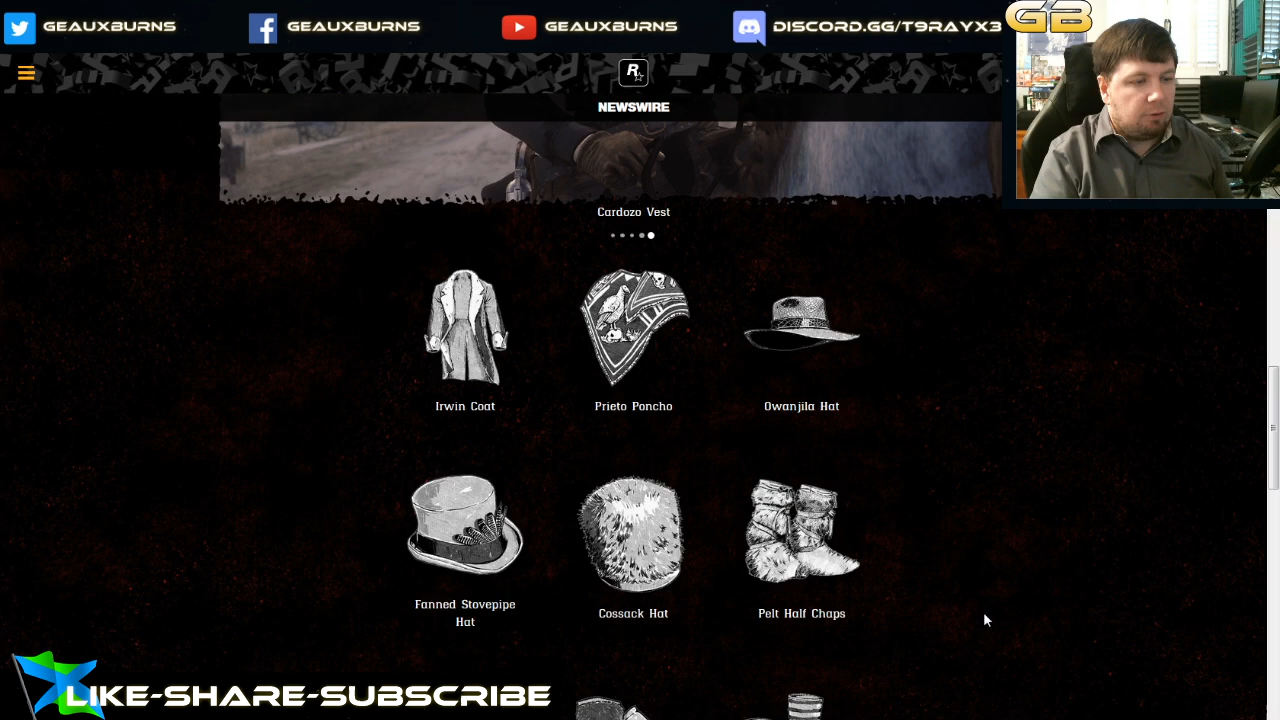 GEAUXBURNS
GEAUXBURNS
GEAUXBURNS
DISCORD.GG/T9RAYX3
GB
R
NEWSWIRE
Cardozo Vest
Irwin Coat
Prieto Poncho
Owanjila Hat
Fanned Stovepipe
Hat
Cossack Hat
Pelt Half Chaps
LIKE-SHARE-SUBSCRIBE